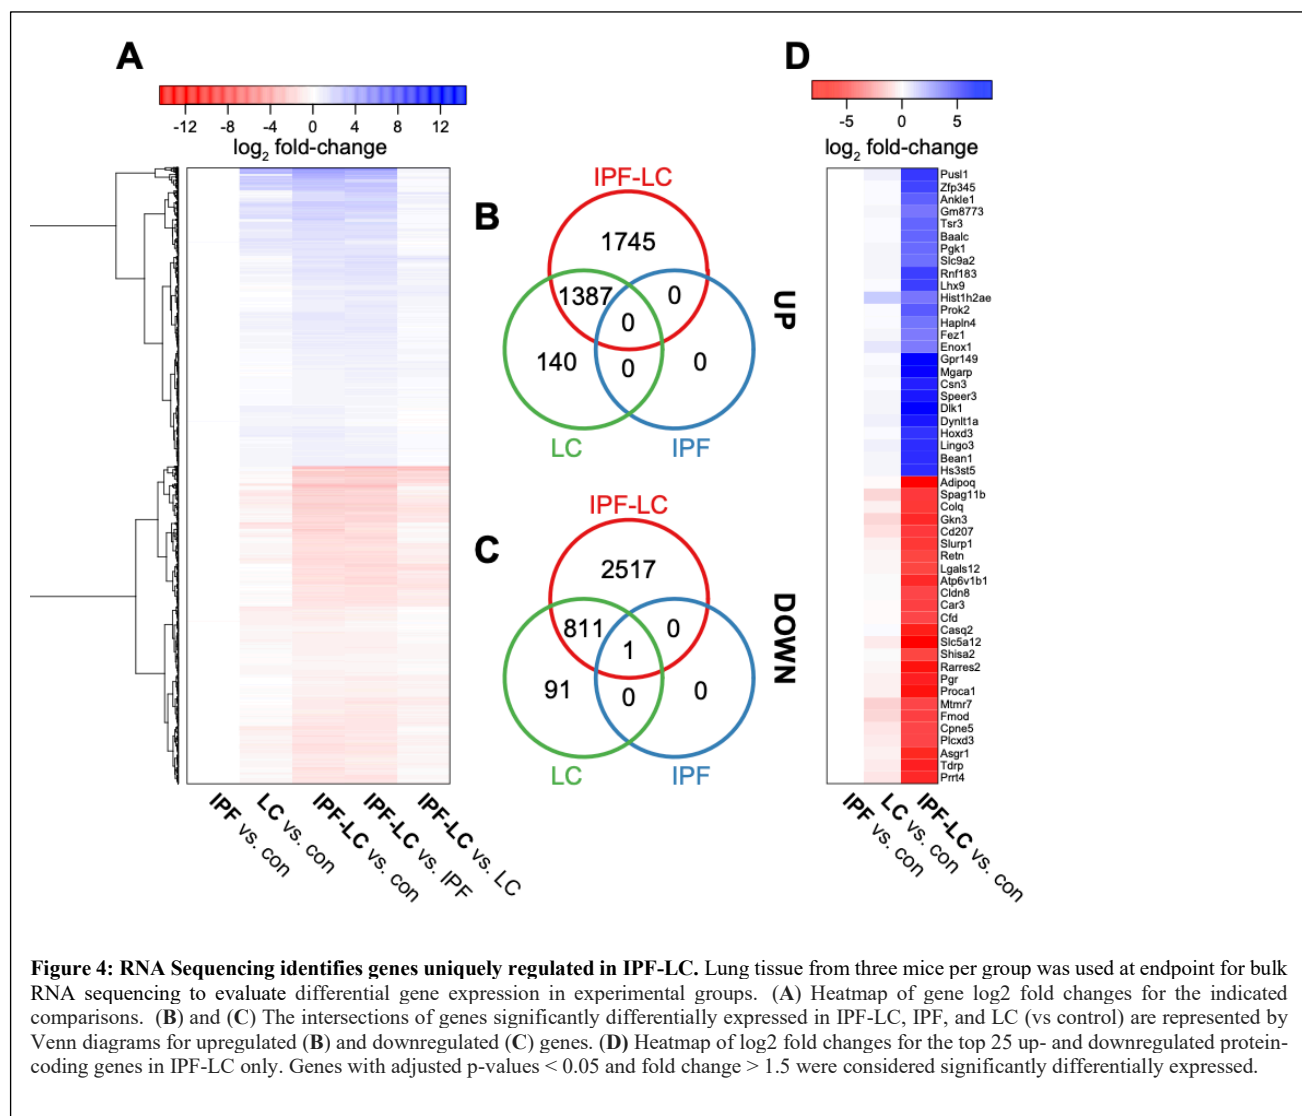 A
-12 -8 -4 0 4 8 12
log2 fold-change
IPF vs. con
LC vs. con
IPF-LC vs. con
IPF-LC vs. IPF
IPF-LC vs. LC
B
IPF-LC
1745
1387
0
0
140
0
0
LC
IPF
UP
C
IPF-LC
2517
811
0
1
91
0
0
LC
IPF
DOWN
D
-5 0 5
log2 fold-change
Pusl1
Zfp345
Ankle1
Gm8773
Tsr3
Baalc
Pgk1
Slc9a2
Rnf183
Lhx9
Hist1h2ae
Prok2
Hapln4
Fez1
Enox1
Gpr149
Mgarp
Csn3
Speer3
Dlk1
Dynlt1a
Hoxd3
Lingo3
Bean1
Hs3st5
Adipoq
Spag11b
Colq
Gkn3
Cd207
Slurp1
Retn
Lgals12
Atp6v1b1
Cldn8
Car3
Cfd
Casq2
Slc5a12
Shisa2
Rarres2
Pgr
Proca1
Mtmr7
Fmod
Cpne5
Plcxd3
Asgr1
Tdrp
Prrt4
IPF vs. con
LC vs. con
IPF-LC vs. con
Figure 4: RNA Sequencing identifies genes uniquely regulated in IPF-LC. Lung tissue from three mice per group was used at endpoint for bulk
RNA sequencing to evaluate differential gene expression in experimental groups. (A) Heatmap of gene log2 fold changes for the indicated
comparisons. (B) and (C) The intersections of genes significantly differentially expressed in IPF-LC, IPF, and LC (vs control) are represented by
Venn diagrams for upregulated (B) and downregulated (C) genes. (D) Heatmap of log2 fold changes for the top 25 up- and downregulated protein-
coding genes in IPF-LC only. Genes with adjusted p-values < 0.05 and fold change > 1.5 were considered significantly differentially expressed.